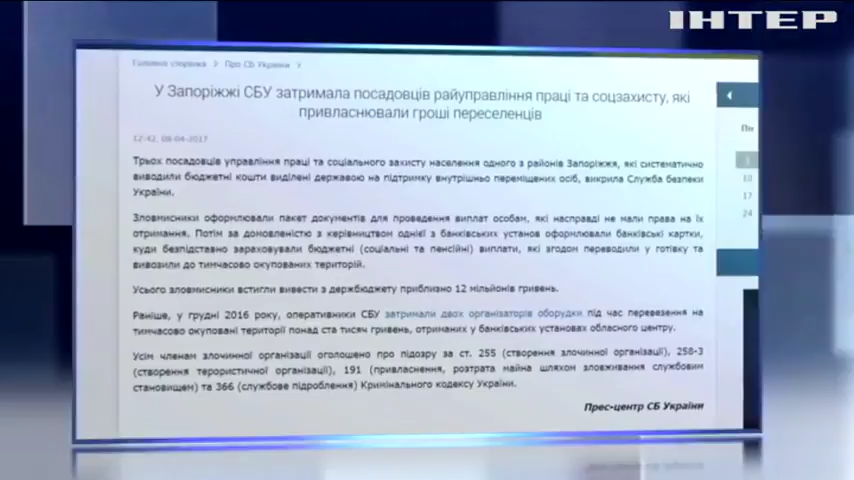 ІНТЕР
Головна сторінка > Про СБ України >
У Запоріжжі СБУ затримала посадовців райуправління праці та соцзахисту, які
привласнювали гроші переселенців
12:42, 08-04-2017
Трьох посадовців управління праці та соціального захисту населення одного з районів Запоріжжя, які систематично
виводили бюджетні кошти виділені державою на підтримку внутрішньо переміщених осіб, викрила Служба безпеки
України.
Зловмисники оформлювали пакет документів для проведення виплат особам, які насправді не мали права на їх
отримання. Потім за домовленістю з керівництвом однієї з банківських установ оформлювали банківські картки,
куди безпідставно зараховували бюджетні (соціальні та пенсійні) виплати, які згодом переводили у готівку та
вивозили до тимчасово окупованих територій.
Усього зловмисники встигли вивести з держбюджету приблизно 12 мільйонів гривень.
Раніше, у грудні 2016 року, оперативники СБУ затримали двох організаторів оборудки під час перевезення на
тимчасово окуповані території понад ста тисяч гривень, отриманих у банківських установах обласного центру.
Усім членам злочинної організації оголошено про підозру за ст. 255 (створення злочинної організації), 258-3
(створення терористичної організації), 191 (привласнення, розтрата майна шляхом зловживання службовим
становищем) та 366 (службове підроблення) Кримінального кодексу України.
Прес-центр СБ України
Пн
3
10
17
24